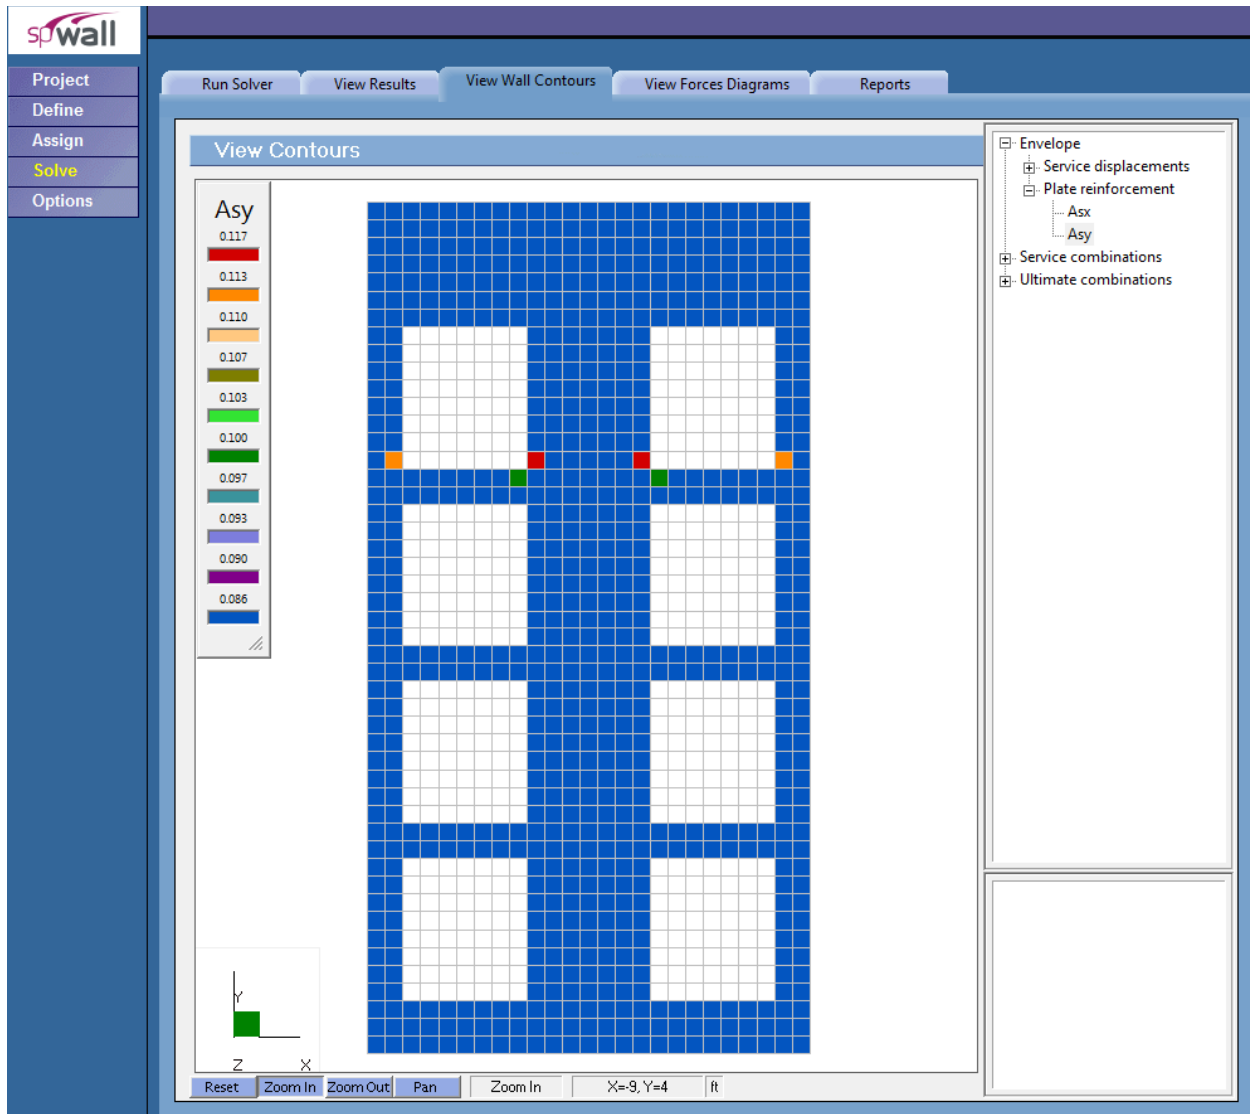 spwall
Project
Define
Assign
Solve
Options
Run Solver
View Results
View Wall Contours
View Forces Diagrams
Reports
View Contours
Asy
0.117
0.113
0.110
0.107
0.103
0.100
0.097
0.093
0.090
0.086
Y
Z X
Envelope
Service displacements
Plate reinforcement
Asx
Asy
Service combinations
Ultimate combinations
Reset
Zoom In
Zoom Out
Pan
Zoom In
X=-9, Y=4
ft